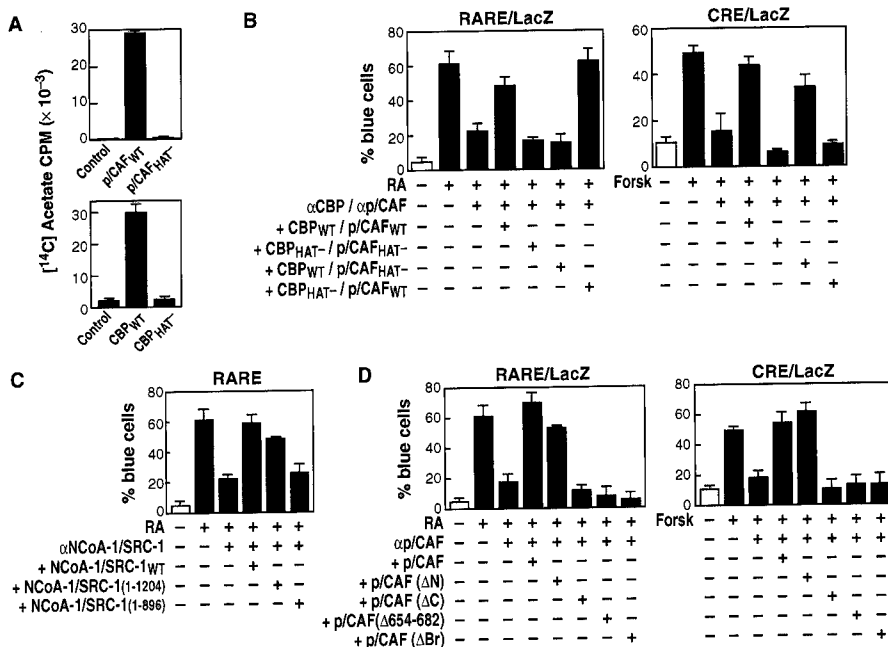 A
[14C] Acetate CPM (× 10−3)
30
20
10
0
Control
p/CAFWT
p/CAFHAT−
30
20
10
0
Control
CBPWT
CBPHAT−
B
RARE/LacZ
% blue cells
80
60
40
20
0
− + + + + + +
RA
− − + + + + +
αCBP / αp/CAF
− − − + − − −
+ CBPWT / p/CAFWT
− − − − + − −
+ CBPHAT− / p/CAFHAT−
− − − − − + −
+ CBPWT / p/CAFHAT−
− − − − − − +
+ CBPHAT− / p/CAFWT
CRE/LacZ
60
40
20
0
Forsk
− + + + + + +
− − + + + + +
− − − + − − −
− − − − + − −
− − − − − + −
− − − − − − +
C
RARE
% blue cells
80
60
40
20
0
− + + + + +
RA
− − + + + +
αNCoA-1/SRC-1
− − − + − −
+ NCoA-1/SRC-1WT
− − − − + −
+ NCoA-1/SRC-1(1-1204)
− − − − − +
+ NCoA-1/SRC-1(1-896)
D
RARE/LacZ
% blue cells
80
60
40
20
0
− + + + + + + +
RA
− − + + + + + +
αp/CAF
− − − + − − − −
+ p/CAF
− − − − + − − −
+ p/CAF (ΔN)
− − − − − + − −
+ p/CAF (ΔC)
− − − − − − + −
+ p/CAF(Δ654-682)
− − − − − − − +
+ p/CAF (ΔBr)
CRE/LacZ
80
60
40
20
0
Forsk
− + + + + + + +
− − + + + + + +
− − − + − − − −
− − − − + − − −
− − − − − + − −
− − − − − − + −
− − − − − − − +